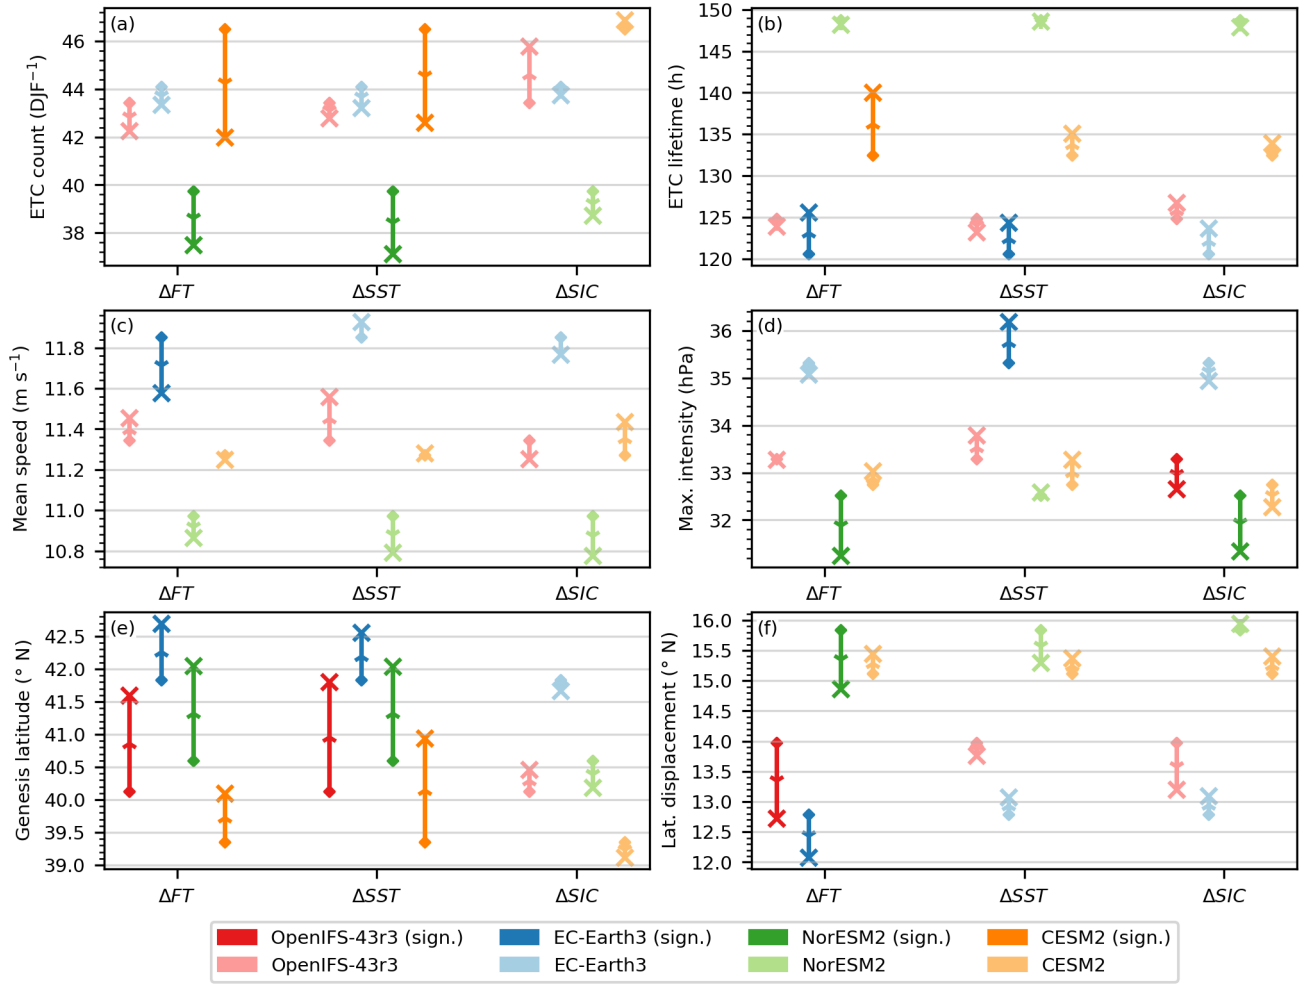 (a)
ETC count (DJF⁻¹)
46
44
42
40
38
ΔFT
ΔSST
ΔSIC
(b)
ETC lifetime (h)
150
145
140
135
130
125
120
ΔFT
ΔSST
ΔSIC
(c)
Mean speed (m s⁻¹)
11.8
11.6
11.4
11.2
11.0
10.8
ΔFT
ΔSST
ΔSIC
(d)
Max. intensity (hPa)
36
35
34
33
32
ΔFT
ΔSST
ΔSIC
(e)
Genesis latitude (° N)
42.5
42.0
41.5
41.0
40.5
40.0
39.5
39.0
ΔFT
ΔSST
ΔSIC
(f)
Lat. displacement (° N)
16.0
15.5
15.0
14.5
14.0
13.5
13.0
12.5
12.0
ΔFT
ΔSST
ΔSIC
OpenIFS-43r3 (sign.)
OpenIFS-43r3
EC-Earth3 (sign.)
EC-Earth3
NorESM2 (sign.)
NorESM2
CESM2 (sign.)
CESM2